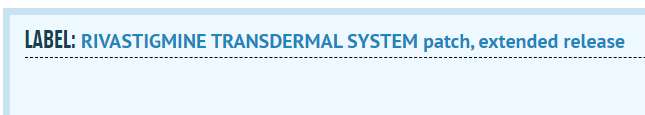 LABEL: RIVASTIGMINE TRANSDERMAL SYSTEM patch, extended release